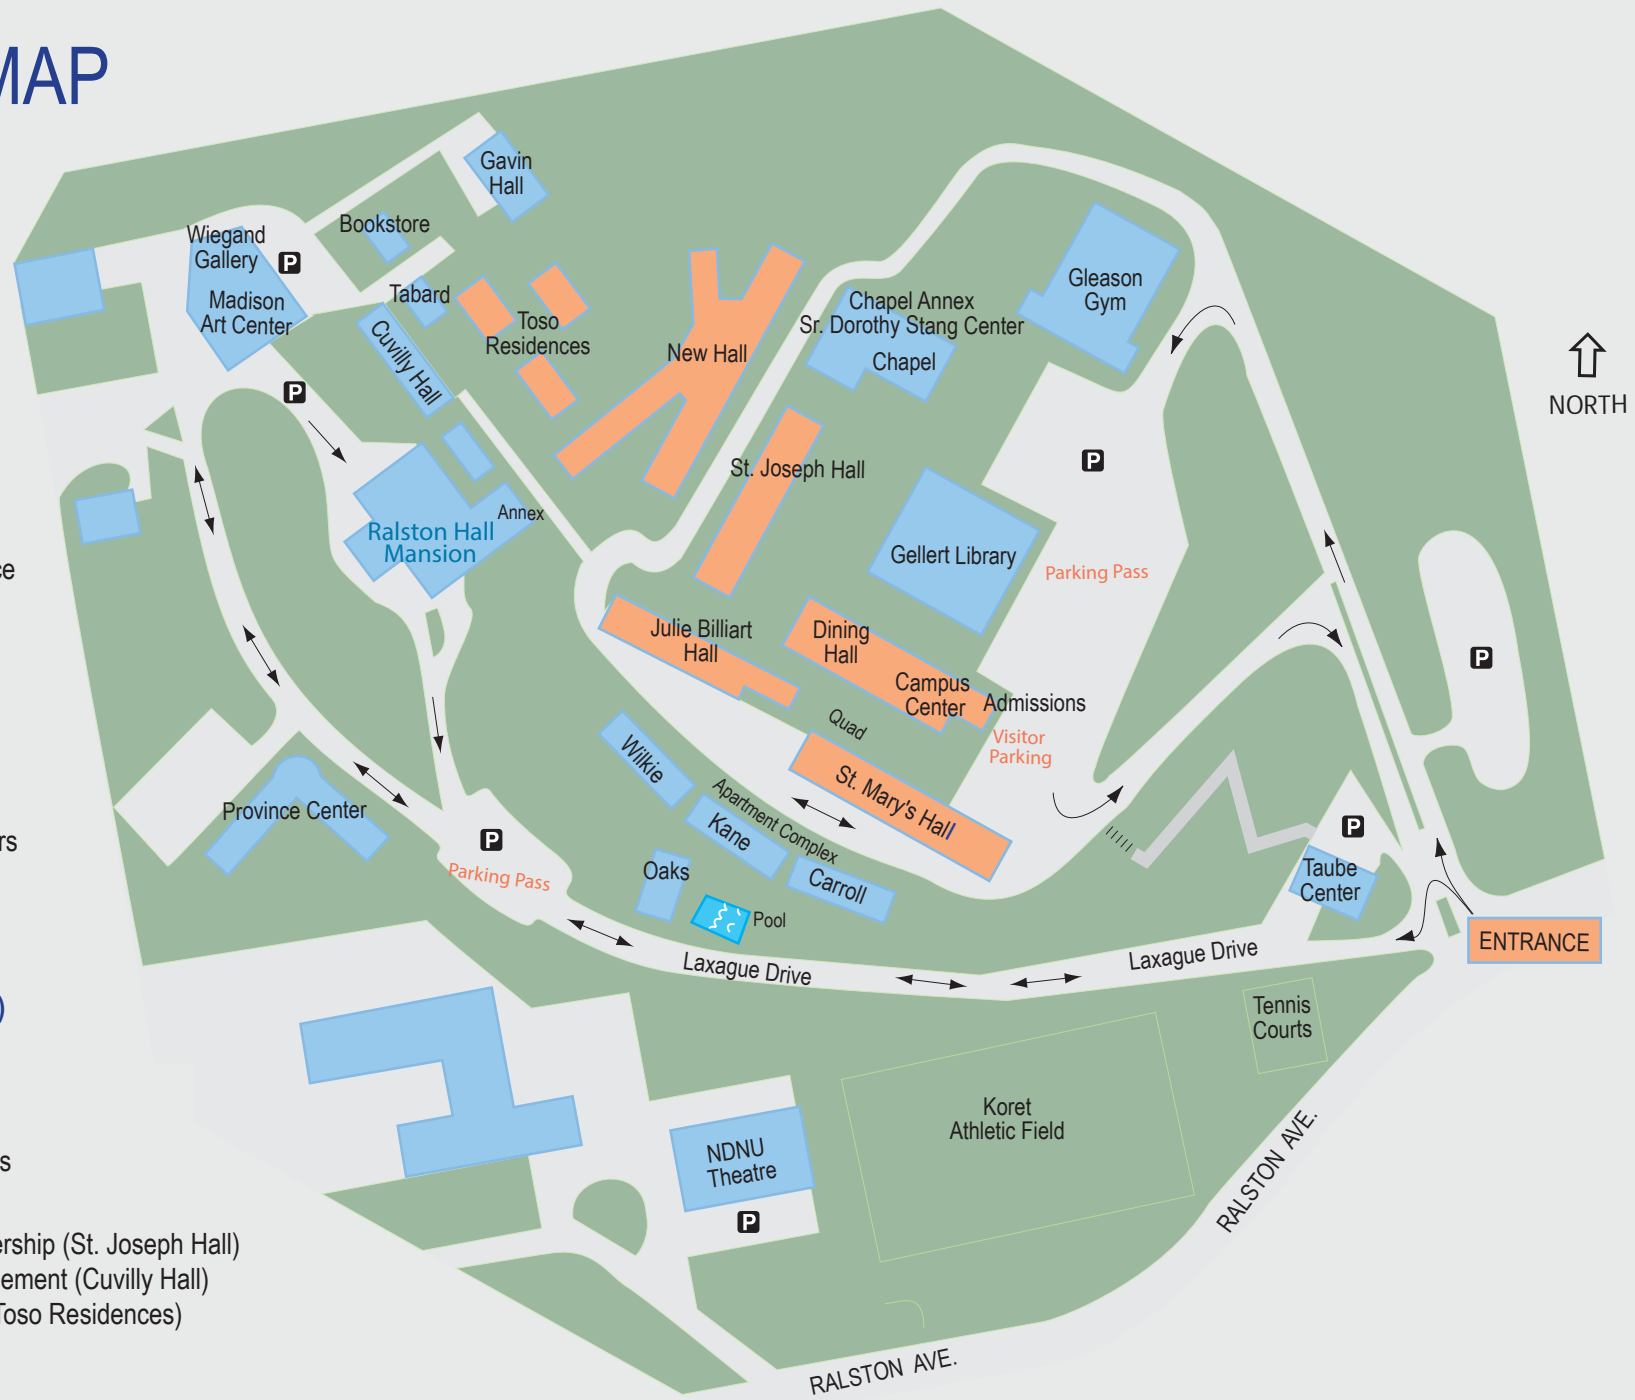 MAP
Gavin
Hall
Bookstore
Wiegand
Gallery
P
Madison
Art Center
Tabard
Toso
Residences
Cuvilly Hall
New Hall
Chapel Annex
Sr. Dorothy Stang Center
Chapel
Gleason
Gym
NORTH
P
P
St. Joseph Hall
Annex
Ralston Hall
Mansion
Gellert Library
Parking Pass
ce
Julie Billiart
Hall
Dining
Hall
P
Campus
Center
Admissions
Quad
Visitor
Parking
Wilkie
St. Mary's Hall
Apartment Complex
Kane
Province Center
P
P
rs
Parking Pass
Oaks
Carroll
Taube
Center
Pool
ENTRANCE
Laxague Drive
Laxague Drive
)
Tennis
Courts
Koret
Athletic Field
NDNU
Theatre
s
P
RALSTON AVE.
ership (St. Joseph Hall)
ement (Cuvilly Hall)
Toso Residences)
RALSTON AVE.